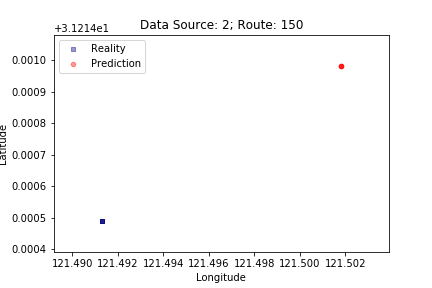 Data Source: 2; Route: 150
+3.1214e1
Reality
Prediction
0.0010
0.0009
0.0008
0.0007
0.0006
0.0005
0.0004
Latitude
121.490 121.492 121.494 121.496 121.498 121.500 121.502
Longitude